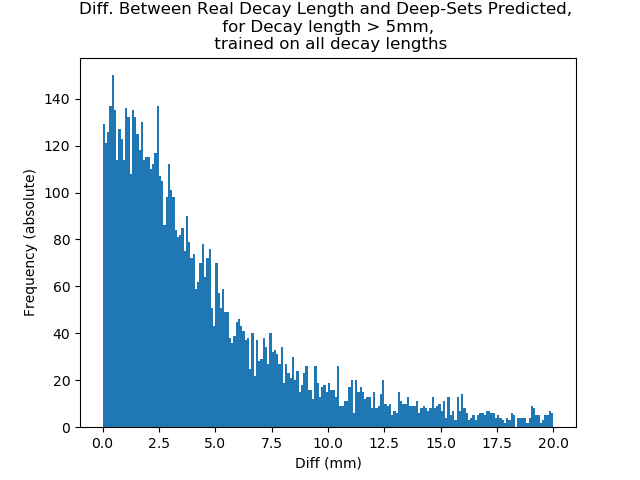 Diff. Between Real Decay Length and Deep-Sets Predicted,
for Decay length > 5mm,
trained on all decay lengths
140
120
100
80
60
40
20
0
Frequency (absolute)
0.0 2.5 5.0 7.5 10.0 12.5 15.0 17.5 20.0
Diff (mm)